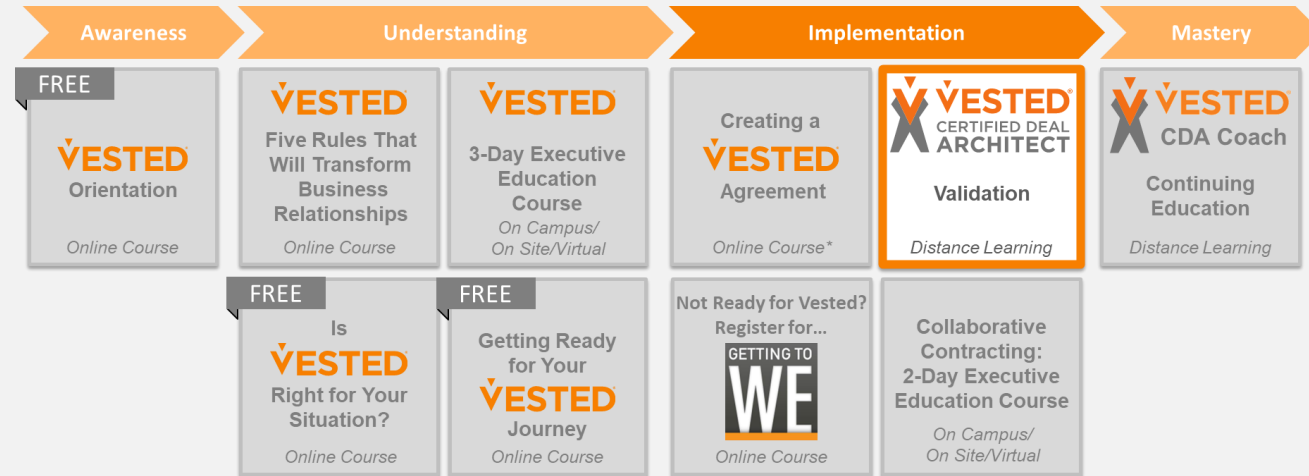 Awareness
Understanding
Implementation
Mastery
FREE
VESTED®
Orientation
Online Course
VESTED®
Five Rules That
Will Transform
Business
Relationships
Online Course
VESTED®
3-Day Executive
Education
Course
On Campus/
On Site/Virtual
Creating a
VESTED®
Agreement
Online Course*
VESTED®
CERTIFIED DEAL
ARCHITECT
Validation
Distance Learning
VESTED®
CDA Coach
Continuing
Education
Distance Learning
FREE
Is
VESTED®
Right for Your
Situation?
Online Course
FREE
Getting Ready
for Your
VESTED®
Journey
Online Course
Not Ready for Vested?
Register for...
GETTING TO
WE
Online Course
Collaborative
Contracting:
2-Day Executive
Education Course
On Campus/
On Site/Virtual